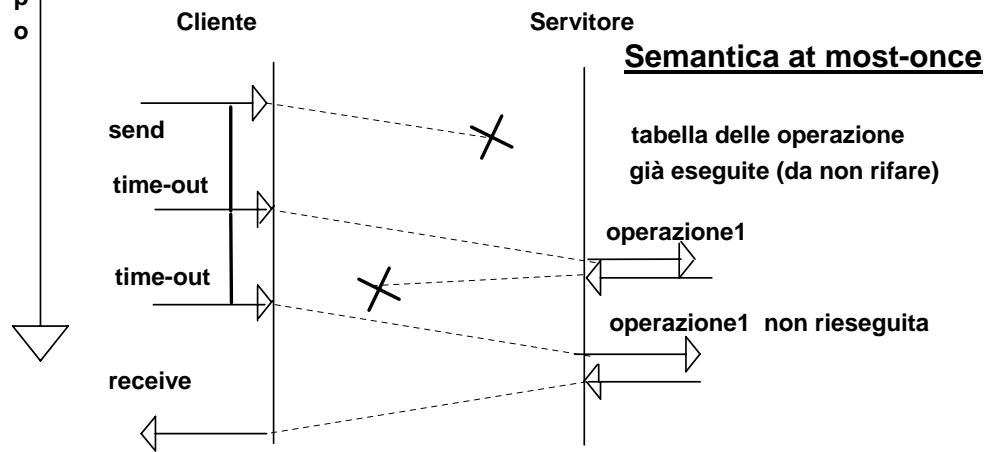 p
o
Cliente
Servitore
Semantica at most-once
send
tabella delle operazione
già eseguite (da non rifare)
time-out
operazione1
time-out
operazione1 non rieseguita
receive